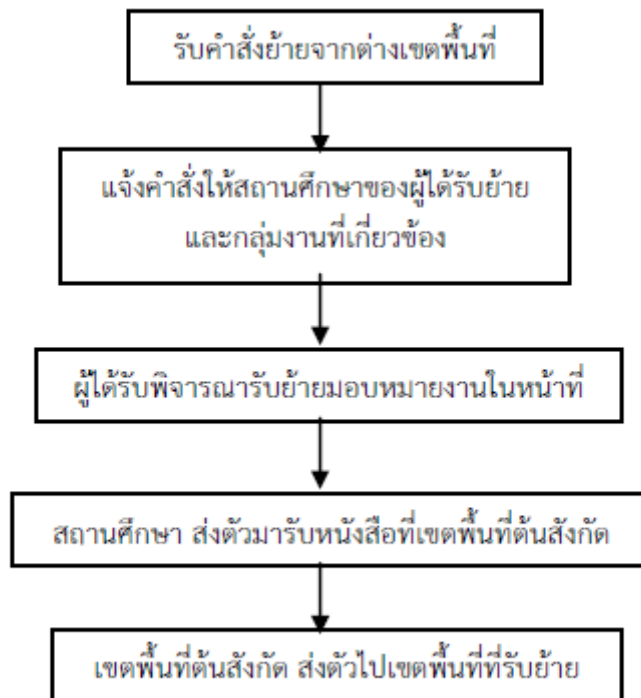 รับคำสั่งย้ายจากต่างเขตพื้นที่
แจ้งคำสั่งให้สถานศึกษาของผู้ได้รับย้าย
และกลุ่มงานที่เกี่ยวข้อง
ผู้ได้รับพิจารณารับย้ายมอบหมายงานในหน้าที่
สถานศึกษา ส่งตัวมารับหนังสือที่เขตพื้นที่ต้นสังกัด
เขตพื้นที่ต้นสังกัด ส่งตัวไปเขตพื้นที่ที่รับย้าย